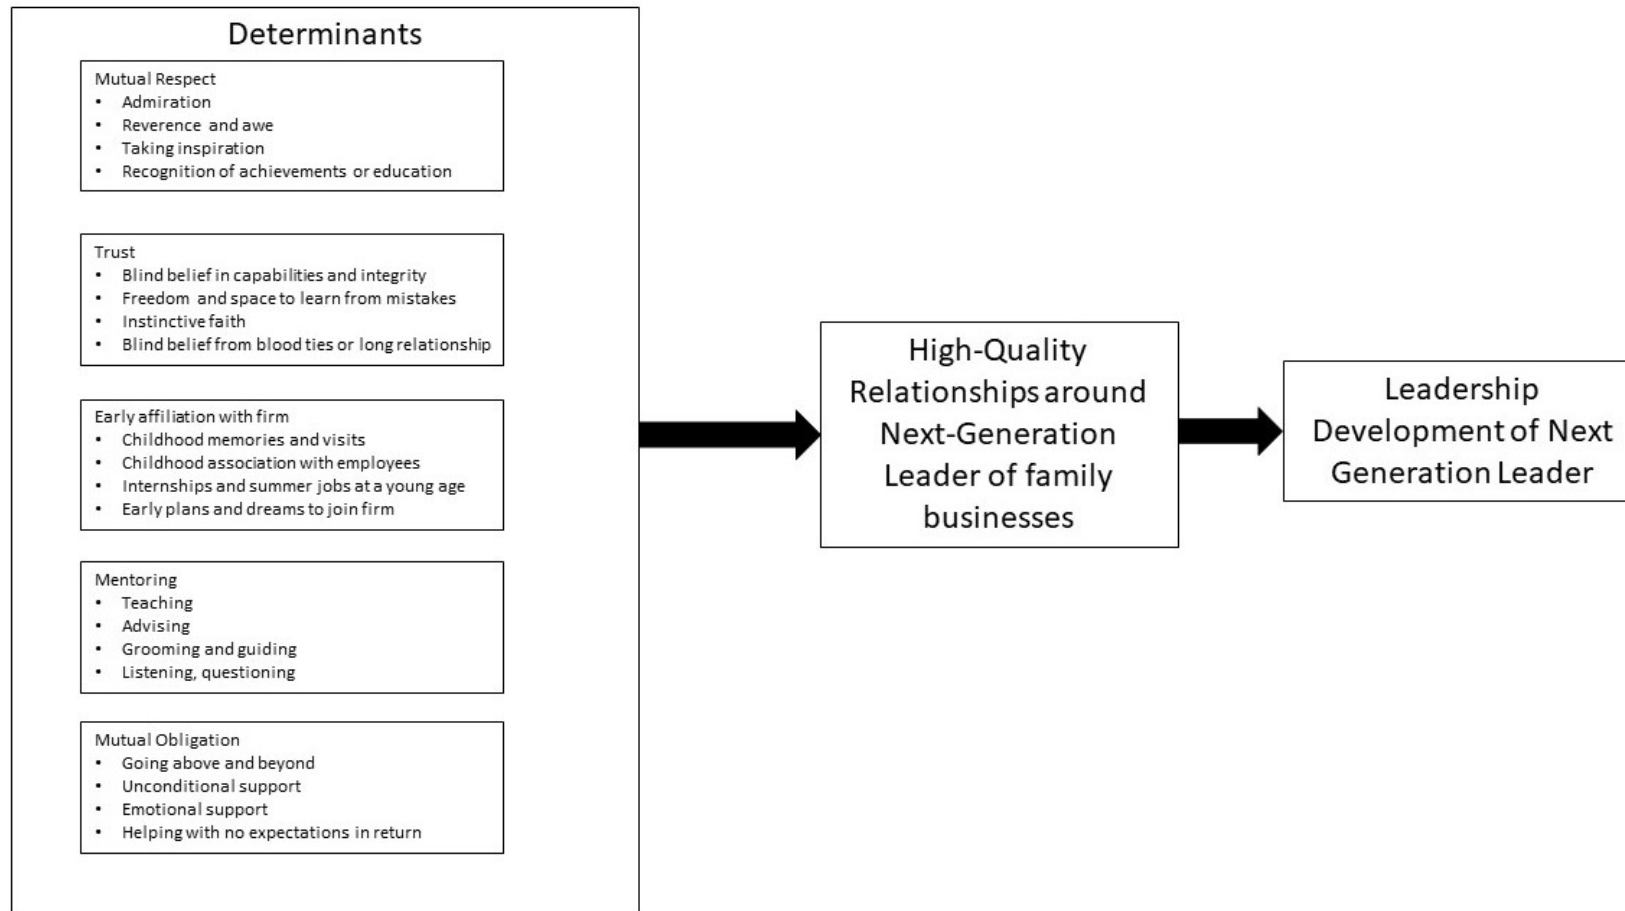 Determinants
Mutual Respect
• Admiration
• Reverence and awe
• Taking inspiration
• Recognition of achievements or education
Trust
• Blind belief in capabilities and integrity
• Freedom and space to learn from mistakes
• Instinctive faith
• Blind belief from blood ties or long relationship
Early affiliation with firm
• Childhood memories and visits
• Childhood association with employees
• Internships and summer jobs at a young age
• Early plans and dreams to join firm
Mentoring
• Teaching
• Advising
• Grooming and guiding
• Listening, questioning
Mutual Obligation
• Going above and beyond
• Unconditional support
• Emotional support
• Helping with no expectations in return
High-Quality
Relationships around
Next-Generation
Leader of family
businesses
Leadership
Development of Next
Generation Leader